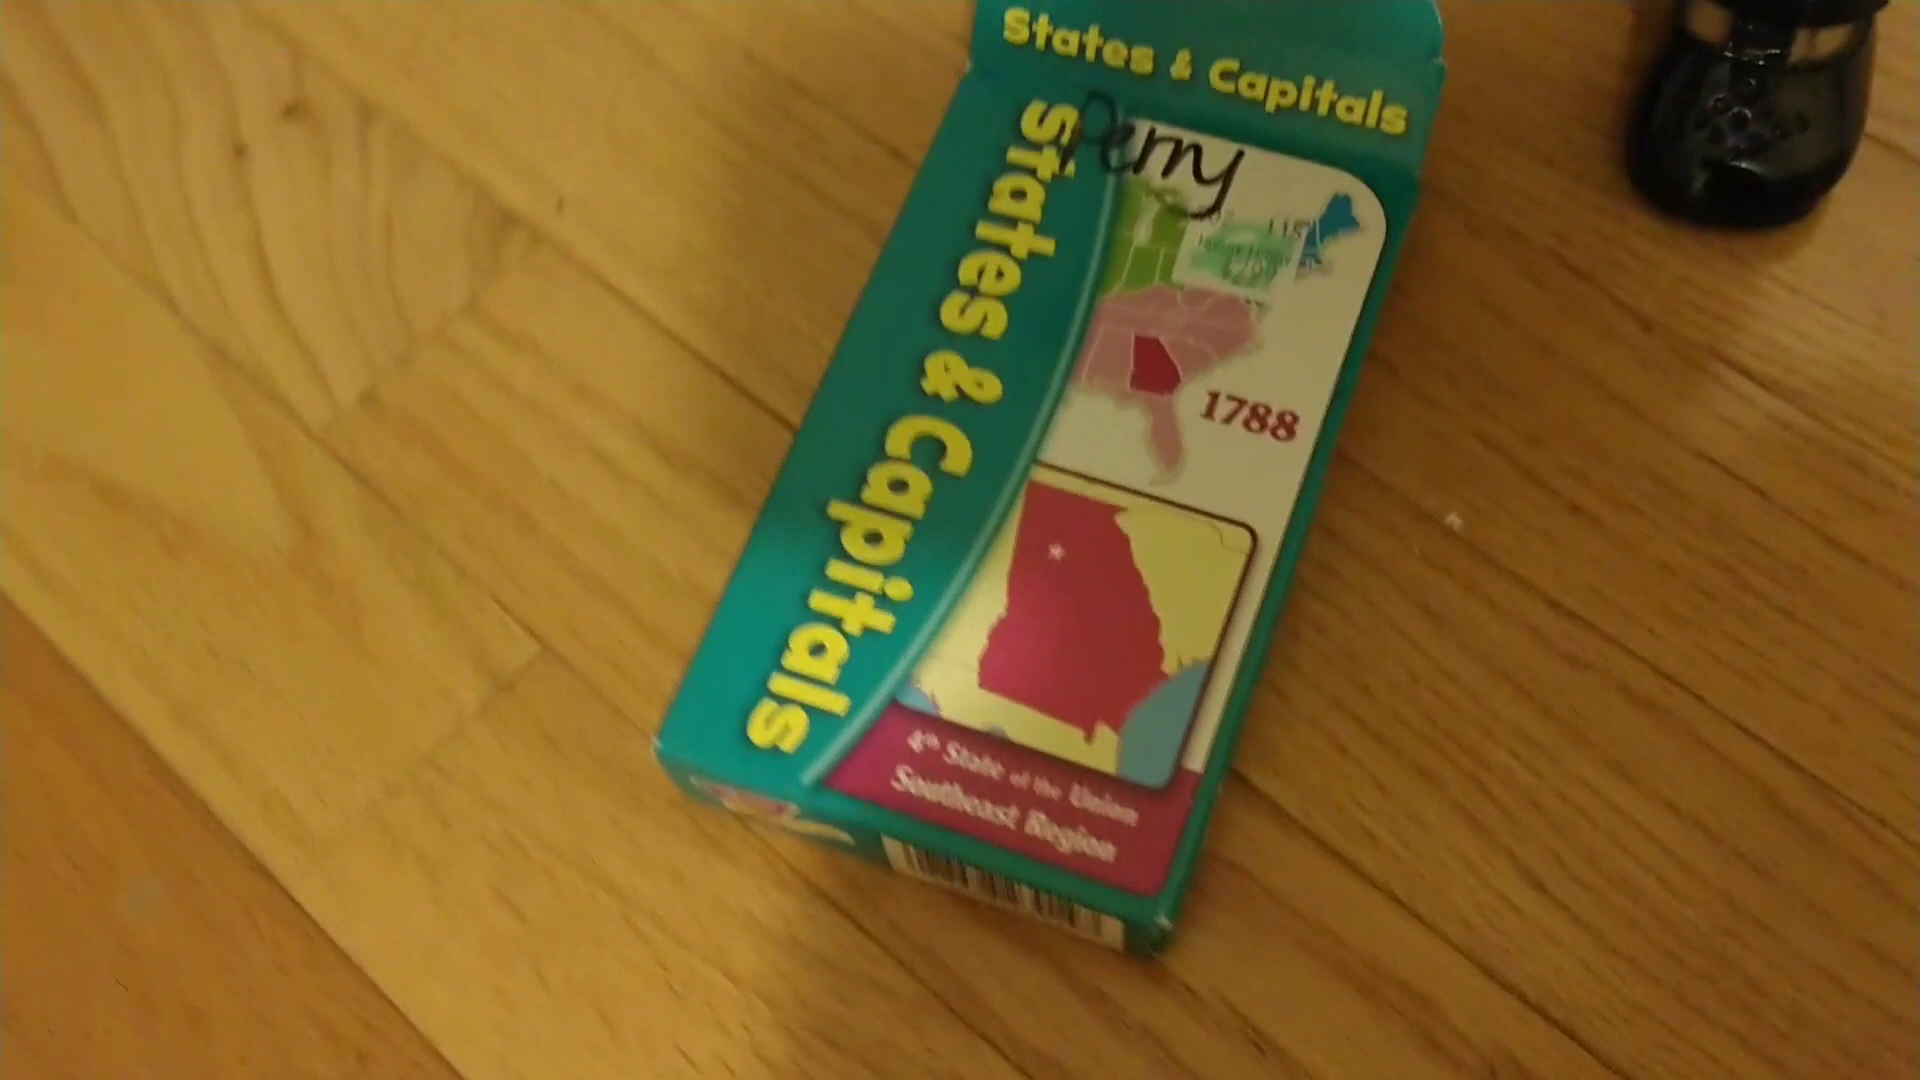 States & Capitals
States & Capitals
Perry
1788
4th State of the Union
Southeast Region